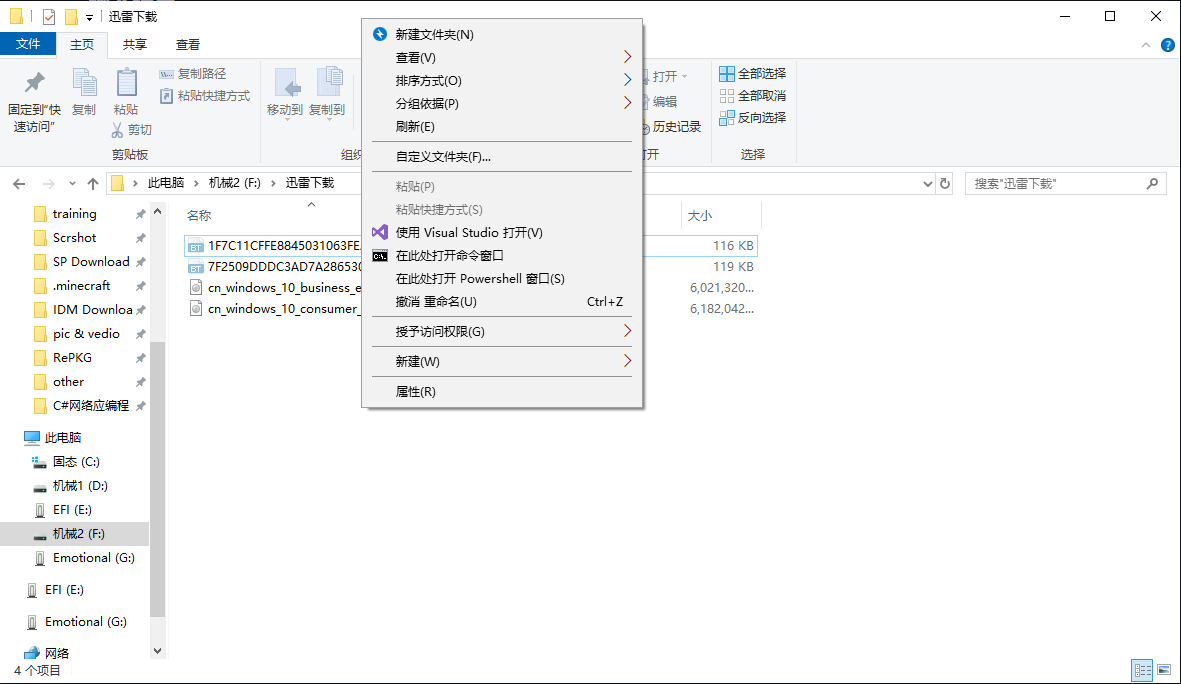 迅雷下载
文件
主页
共享
查看
固定到"快
速访问"
复制
粘贴
复制路径
粘贴快捷方式
剪切
剪贴板
移动到
复制到
组织
打开
编辑
历史记录
打开
全部选择
全部取消
反向选择
选择
此电脑
机械2 (F:)
迅雷下载
搜索"迅雷下载"
training
Scrshot
SP Download
.minecraft
IDM Downloa
pic & vedio
RePKG
other
C#网络应编程
此电脑
固态 (C:)
机械1 (D:)
EFI (E:)
机械2 (F:)
Emotional (G:)
EFI (E:)
Emotional (G:)
网络
名称
大小
1F7C11CFFE8845031063FE
116 KB
7F2509DDDC3AD7A286530
119 KB
cn_windows_10_business_e
6,021,320...
cn_windows_10_consumer_
6,182,042...
新建文件夹(N)
查看(V)
排序方式(O)
分组依据(P)
刷新(E)
自定义文件夹(F)...
粘贴(P)
粘贴快捷方式(S)
使用 Visual Studio 打开(V)
在此处打开命令窗口
在此处打开 Powershell 窗口(S)
撤消 重命名(U) Ctrl+Z
授予访问权限(G)
新建(W)
属性(R)
4 个项目